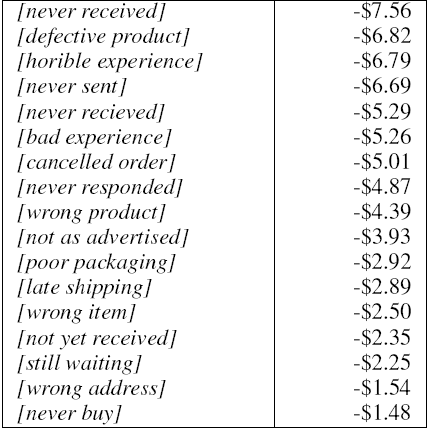 [never received] -$7.56
[defective product] -$6.82
[horible experience] -$6.79
[never sent] -$6.69
[never recieved] -$5.29
[bad experience] -$5.26
[cancelled order] -$5.01
[never responded] -$4.87
[wrong product] -$4.39
[not as advertised] -$3.93
[poor packaging] -$2.92
[late shipping] -$2.89
[wrong item] -$2.50
[not yet received] -$2.35
[still waiting] -$2.25
[wrong address] -$1.54
[never buy] -$1.48